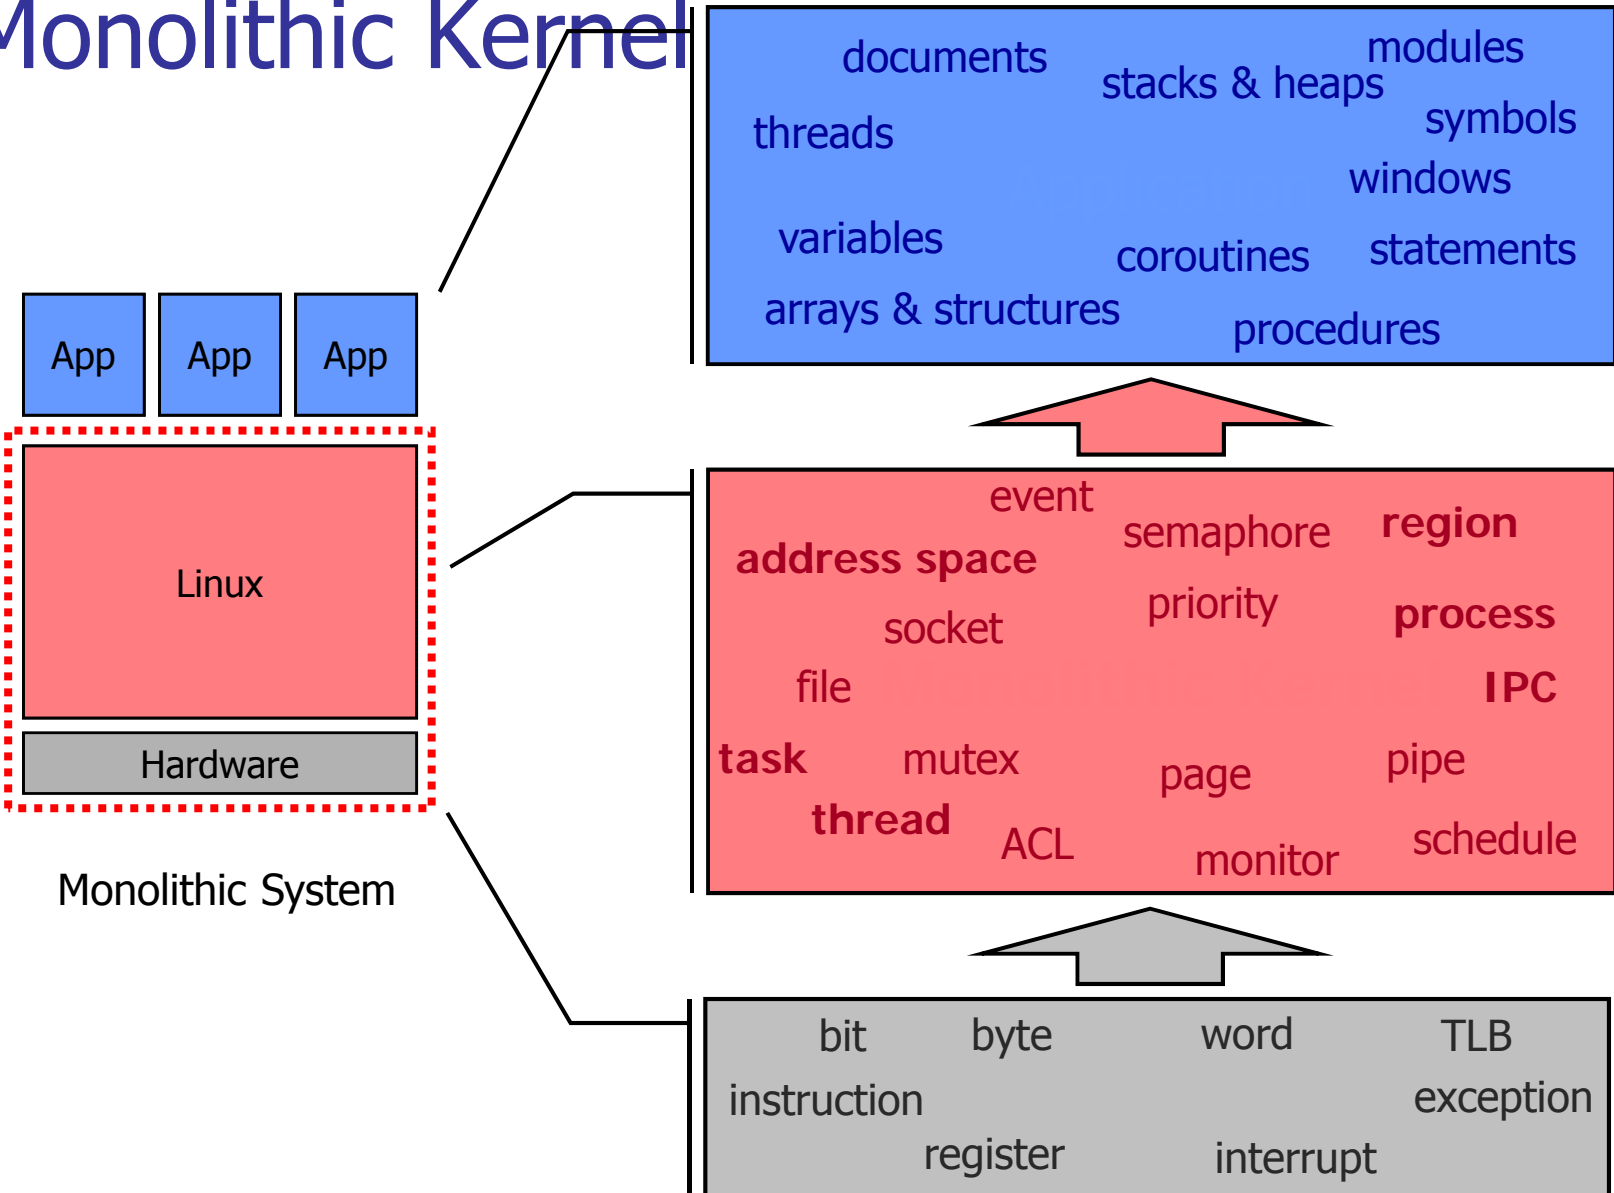 Monolithic Kernel
documents
modules
stacks & heaps
threads
symbols
windows
variables
coroutines
statements
arrays & structures
procedures
App App App
Linux
Hardware
Monolithic System
event
semaphore
region
address space
priority
socket
process
file
IPC
task
mutex
page
pipe
thread
ACL
monitor
schedule
bit byte word TLB
instruction
exception
register
interrupt